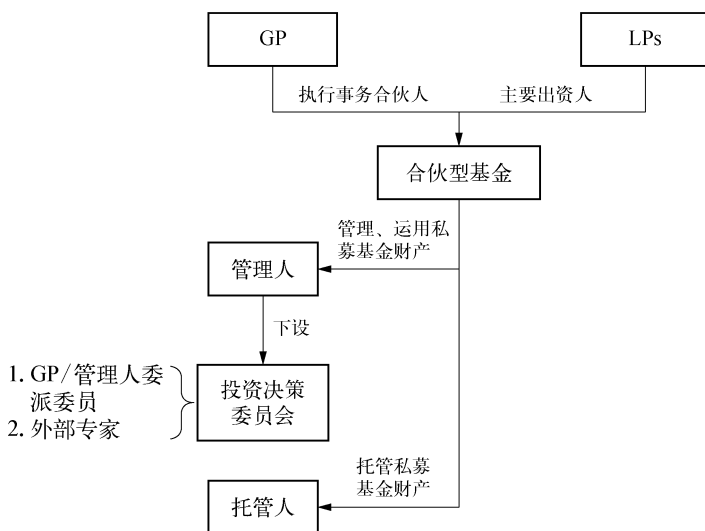 GP
LPs
执行事务合伙人
主要出资人
合伙型基金
管理、运用私
募基金财产
管理人
下设
1. GP/管理人委
派委员
2. 外部专家
投资决策
委员会
托管私募
基金财产
托管人